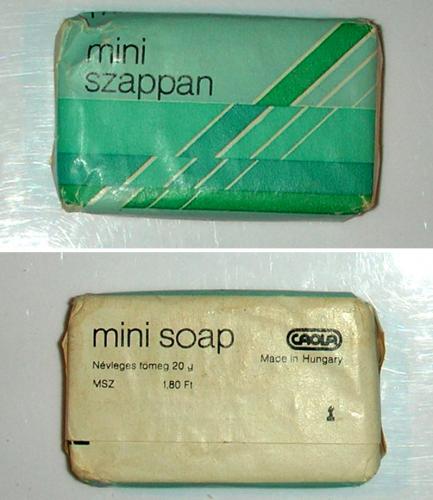 mini
szappan
mini soap
CAOLA
Made in Hungary
Névleges tömeg 20 g
MSZ 1,80 Ft